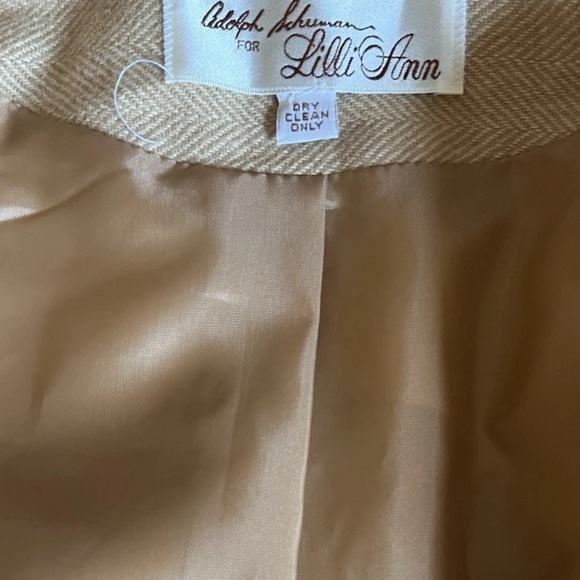 Adolph Schuman
FOR
Lilli Ann
DRY
CLEAN
ONLY